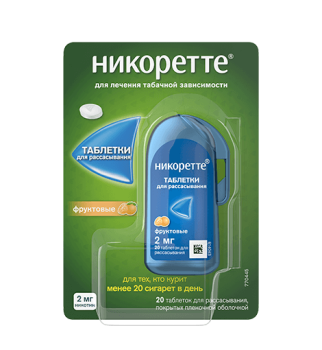 НИКОРЕТТЕ®
для лечения табачной зависимости
ТАБЛЕТКИ
для рассасывания
фруктовые
НИКОРЕТТЕ®
ТАБЛЕТКИ
для рассасывания
фруктовые
2 мг
20 таблеток для
рассасывания
для тех, кто курит
менее 20 сигарет в день
2 мг
никотин
20 таблеток для рассасывания,
покрытых пленочной оболочкой